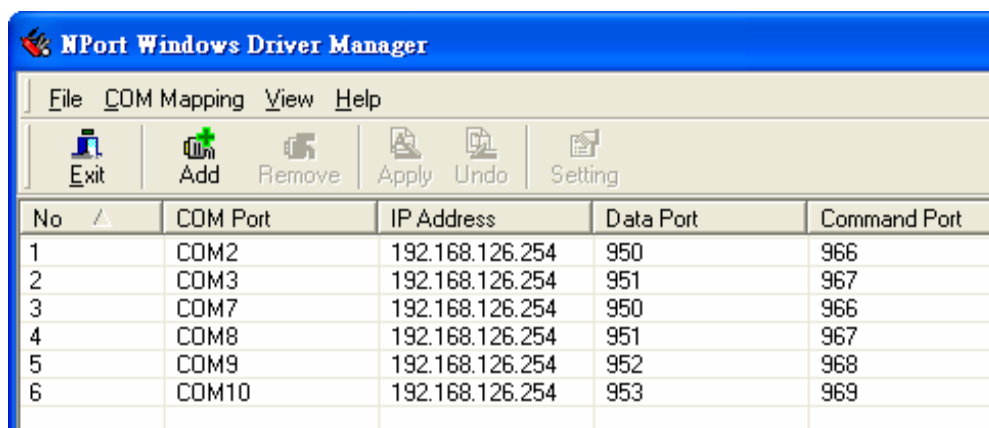 NPort Windows Driver Manager
File COM Mapping View Help
Exit Add Remove Apply Undo Setting
No COM Port IP Address Data Port Command Port
1 COM2 192.168.126.254 950 966
2 COM3 192.168.126.254 951 967
3 COM7 192.168.126.254 950 966
4 COM8 192.168.126.254 951 967
5 COM9 192.168.126.254 952 968
6 COM10 192.168.126.254 953 969